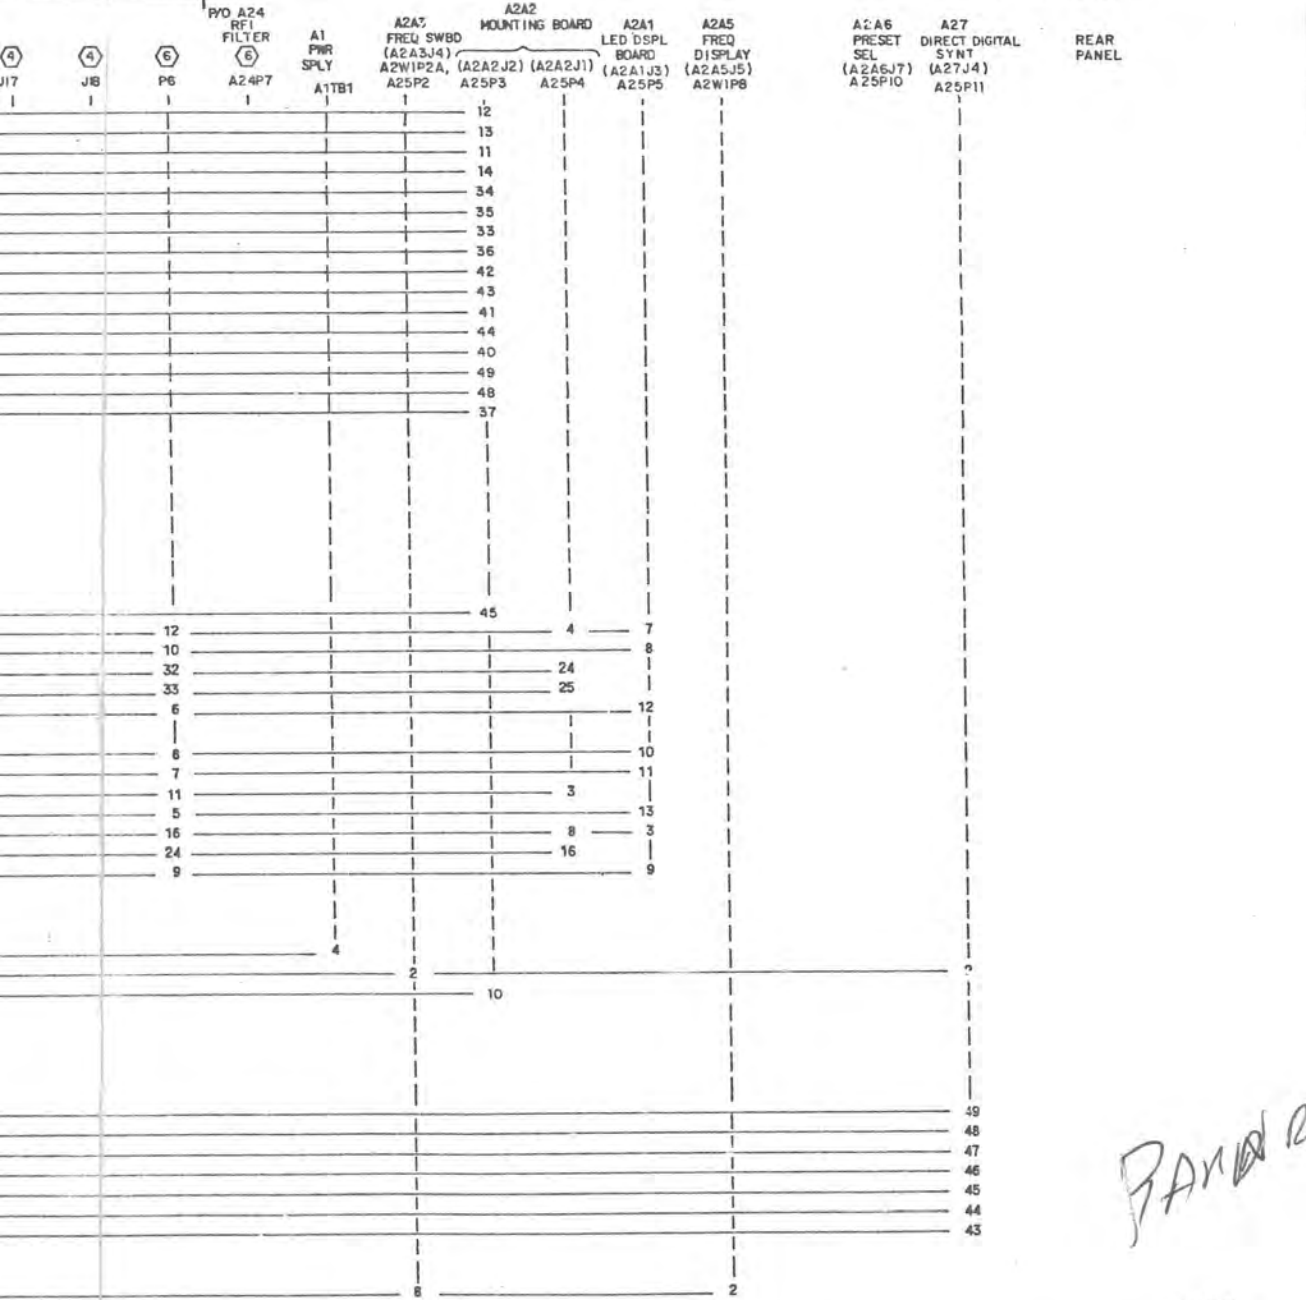 P/O A24
RFI
FILTER
4
J17
4
J8
6
P6
6
A24P7
A1
PWR
SPLY
A1TB1
FREQ SWBD
(A2A3J4)
A2W1P2A,
A25P2
A2A2
MOUNTING BOARD
(A2A2J2) (A2A2J1)
A25P3 A25P4
A2A1
LED DSPL
BOARD
(A2A1J3)
A25P5
A2A5
FREQ
DISPLAY
(A2A5J5)
A2W1P8
A2A6
PRESET
SEL
(A2A6J7)
A25P10
A27
DIRECT DIGITAL
SYNT
(A27J4)
A25P11
REAR
PANEL
12
13
11
14
34
35
33
36
42
43
41
44
40
49
48
37
45
12 4 7
10 8
32 24
33 25
6 12
8 10
7 11
11 3
5 13
16 8 3
24 16
9 9
4
2
10
49
48
47
46
45
44
43
8 2